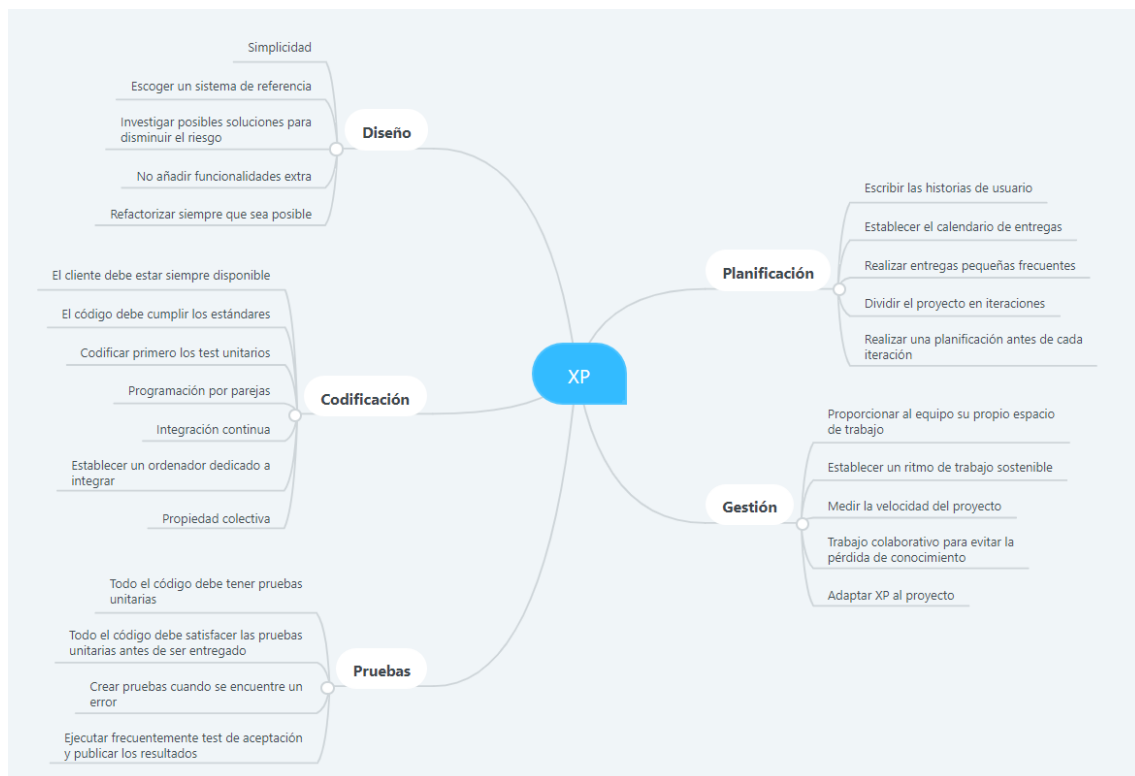 XP
Diseño
Simplicidad
Escoger un sistema de referencia
Investigar posibles soluciones para
disminuir el riesgo
No añadir funcionalidades extra
Refactorizar siempre que sea posible
Codificación
El cliente debe estar siempre disponible
El código debe cumplir los estándares
Codificar primero los test unitarios
Programación por parejas
Integración continua
Establecer un ordenador dedicado a
integrar
Propiedad colectiva
Pruebas
Todo el código debe tener pruebas
unitarias
Todo el código debe satisfacer las pruebas
unitarias antes de ser entregado
Crear pruebas cuando se encuentre un
error
Ejecutar frecuentemente test de aceptación
y publicar los resultados
Planificación
Escribir las historias de usuario
Establecer el calendario de entregas
Realizar entregas pequeñas frecuentes
Dividir el proyecto en iteraciones
Realizar una planificación antes de cada
iteración
Gestión
Proporcionar al equipo su propio espacio
de trabajo
Establecer un ritmo de trabajo sostenible
Medir la velocidad del proyecto
Trabajo colaborativo para evitar la
pérdida de conocimiento
Adaptar XP al proyecto